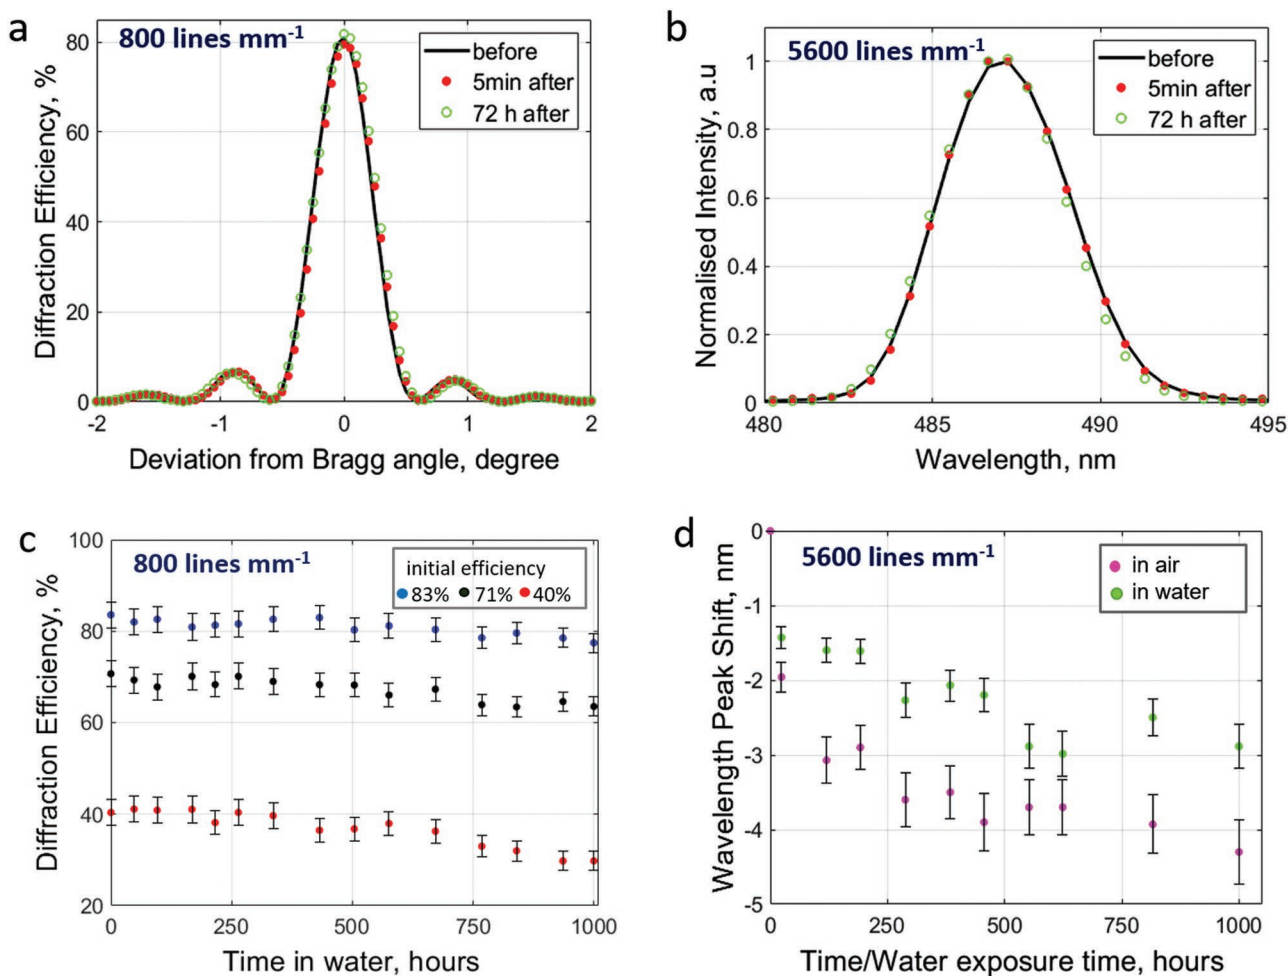 a
800 lines mm-1
before
5min after
72 h after
80
60
40
20
0
-2
-1
0
1
2
Diffraction Efficiency, %
Deviation from Bragg angle, degree
b
5600 lines mm-1
before
5min after
72 h after
1
0.8
0.6
0.4
0.2
0
480
485
490
495
Normalised Intensity, a.u
Wavelength, nm
c
800 lines mm-1
initial efficiency
83% 71% 40%
100
80
60
40
20
0
250
500
750
1000
Diffraction Efficiency, %
Time in water, hours
d
5600 lines mm-1
in air
in water
0
-1
-2
-3
-4
-5
0
250
500
750
1000
Wavelength Peak Shift, nm
Time/Water exposure time, hours